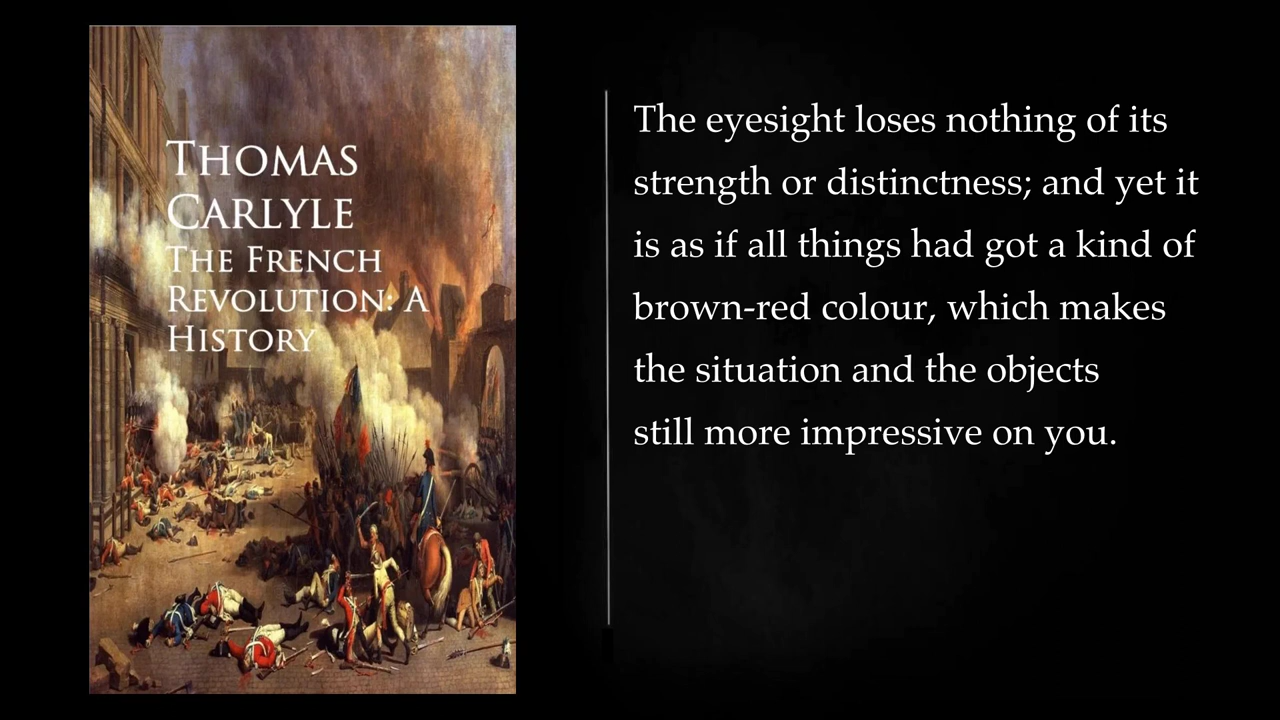 THOMAS
CARLYLE
THE FRENCH
REVOLUTION: A
HISTORY
The eyesight loses nothing of its
strength or distinctness; and yet it
is as if all things had got a kind of
brown-red colour, which makes
the situation and the objects
still more impressive on you.